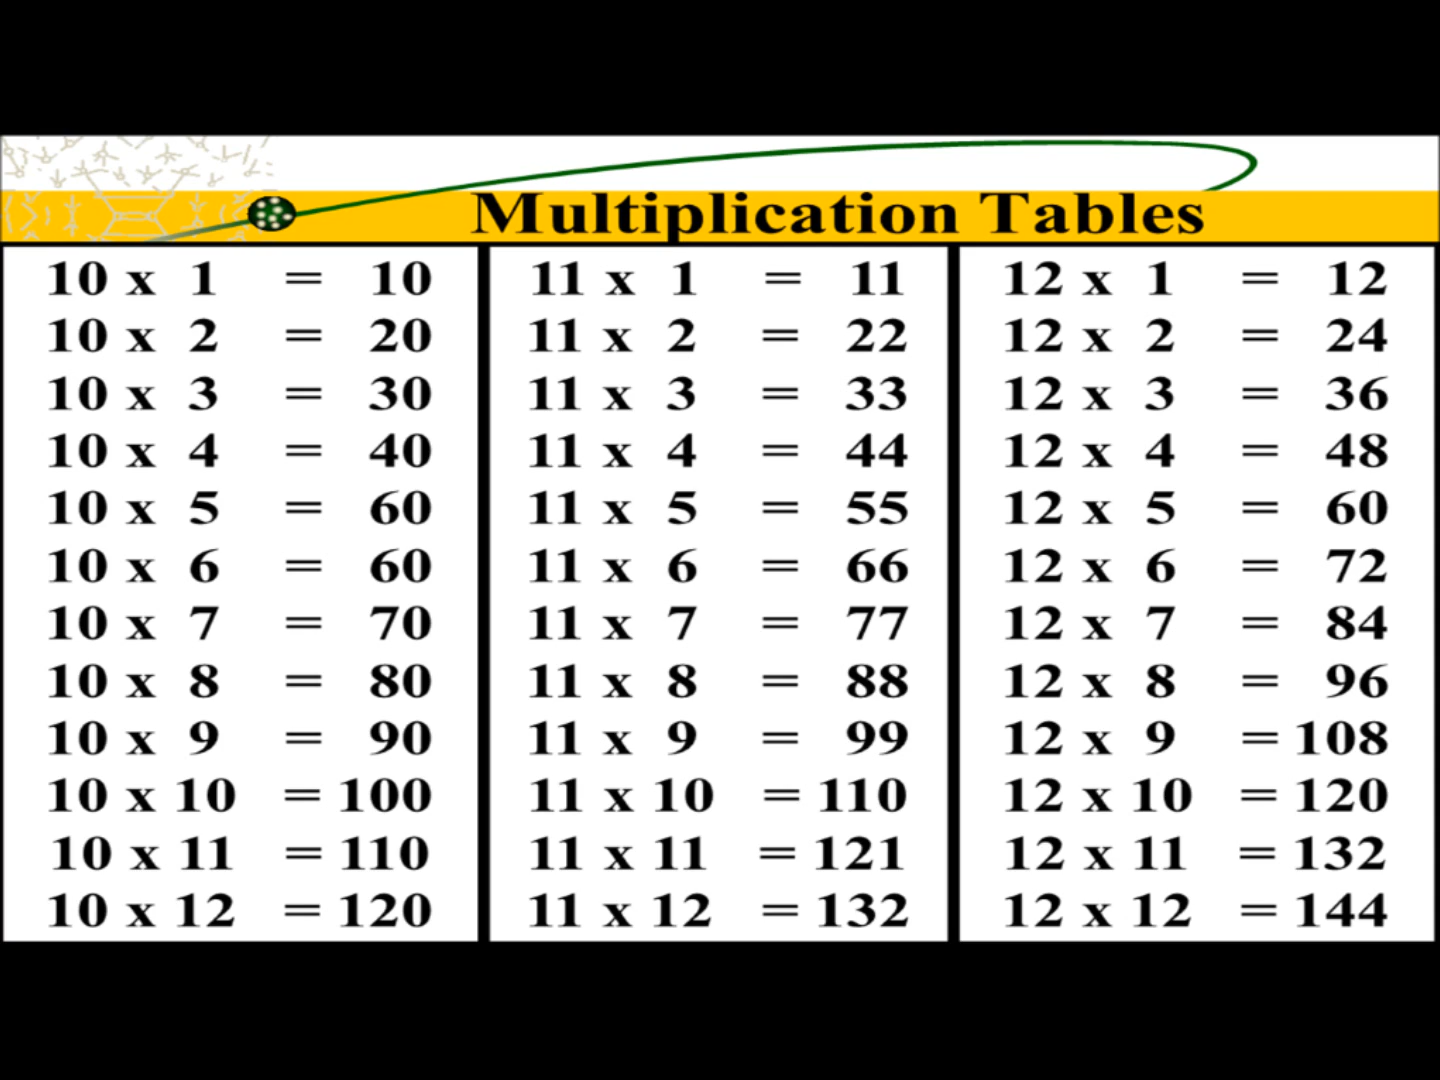 Multiplication Tables
10 x 1 = 10
10 x 2 = 20
10 x 3 = 30
10 x 4 = 40
10 x 5 = 60
10 x 6 = 60
10 x 7 = 70
10 x 8 = 80
10 x 9 = 90
10 x 10 = 100
10 x 11 = 110
10 x 12 = 120
11 x 1 = 11
11 x 2 = 22
11 x 3 = 33
11 x 4 = 44
11 x 5 = 55
11 x 6 = 66
11 x 7 = 77
11 x 8 = 88
11 x 9 = 99
11 x 10 = 110
11 x 11 = 121
11 x 12 = 132
12 x 1 = 12
12 x 2 = 24
12 x 3 = 36
12 x 4 = 48
12 x 5 = 60
12 x 6 = 72
12 x 7 = 84
12 x 8 = 96
12 x 9 = 108
12 x 10 = 120
12 x 11 = 132
12 x 12 = 144